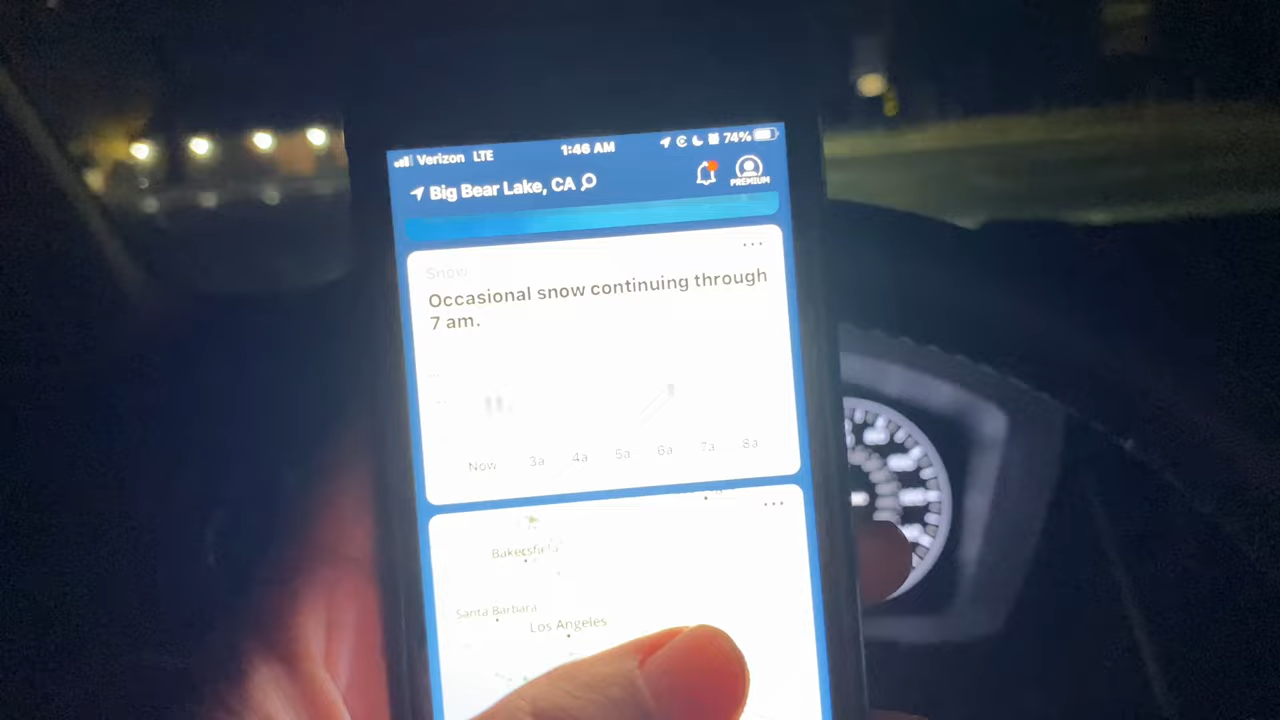 Verizon LTE 1:46 AM 74%
Big Bear Lake, CA
PREMIUM
Snow
Occasional snow continuing through
7 am.
Now 3a 4a 5a 6a 7a 8a
Bakersfield
Santa Barbara
Los Angeles